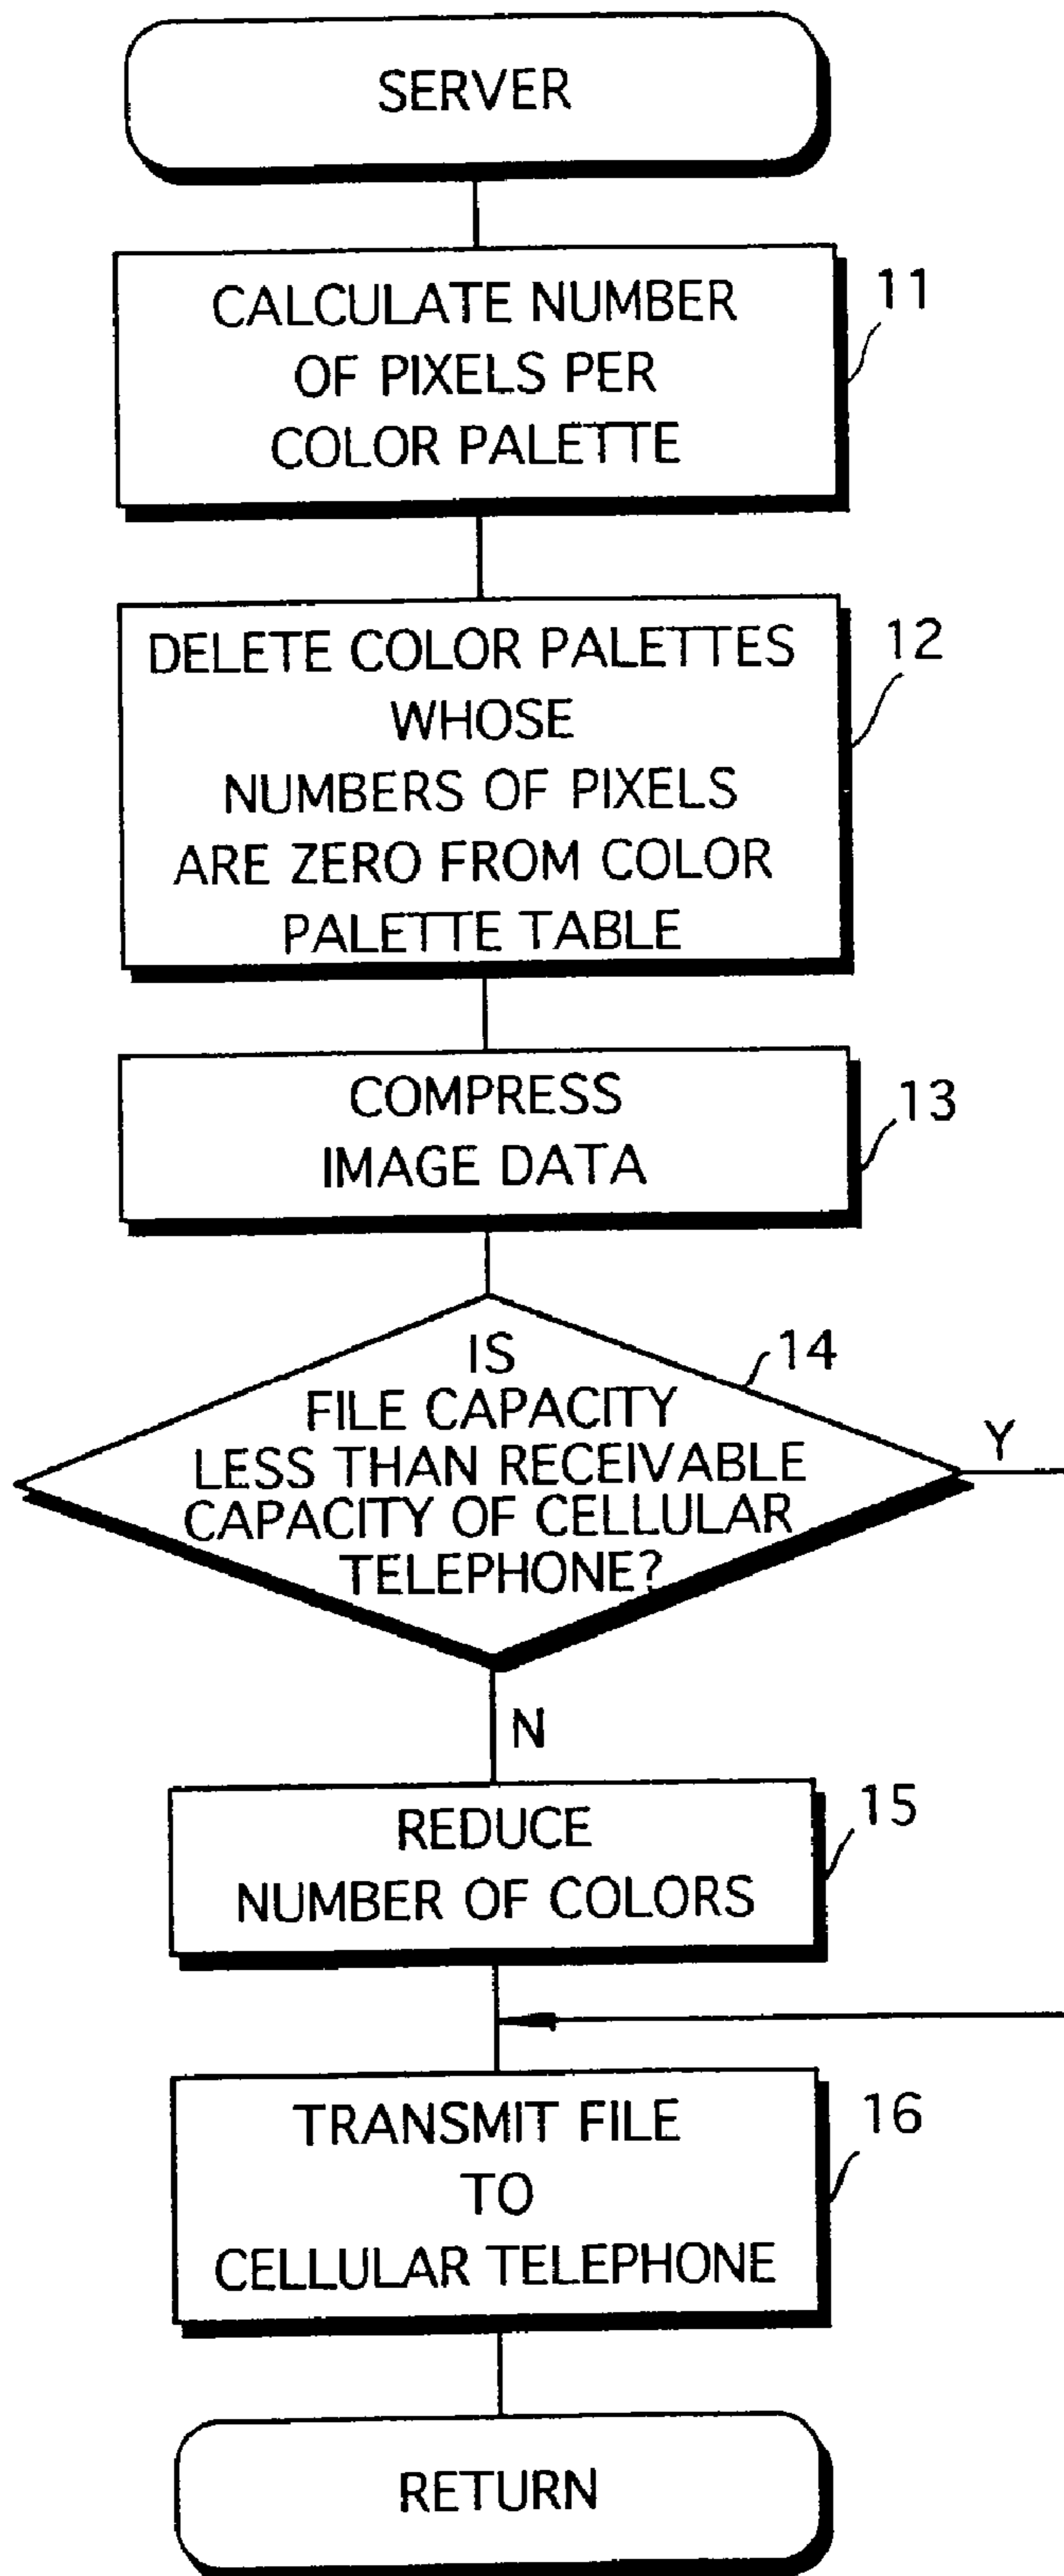 SERVER
CALCULATE NUMBER
OF PIXELS PER
COLOR PALETTE
11
DELETE COLOR PALETTES
WHOSE
NUMBERS OF PIXELS
ARE ZERO FROM COLOR
PALETTE TABLE
12
COMPRESS
IMAGE DATA
13
IS
FILE CAPACITY
LESS THAN RECEIVABLE
CAPACITY OF CELLULAR
TELEPHONE?
14
Y
N
REDUCE
NUMBER OF COLORS
15
TRANSMIT FILE
TO
CELLULAR TELEPHONE
16
RETURN